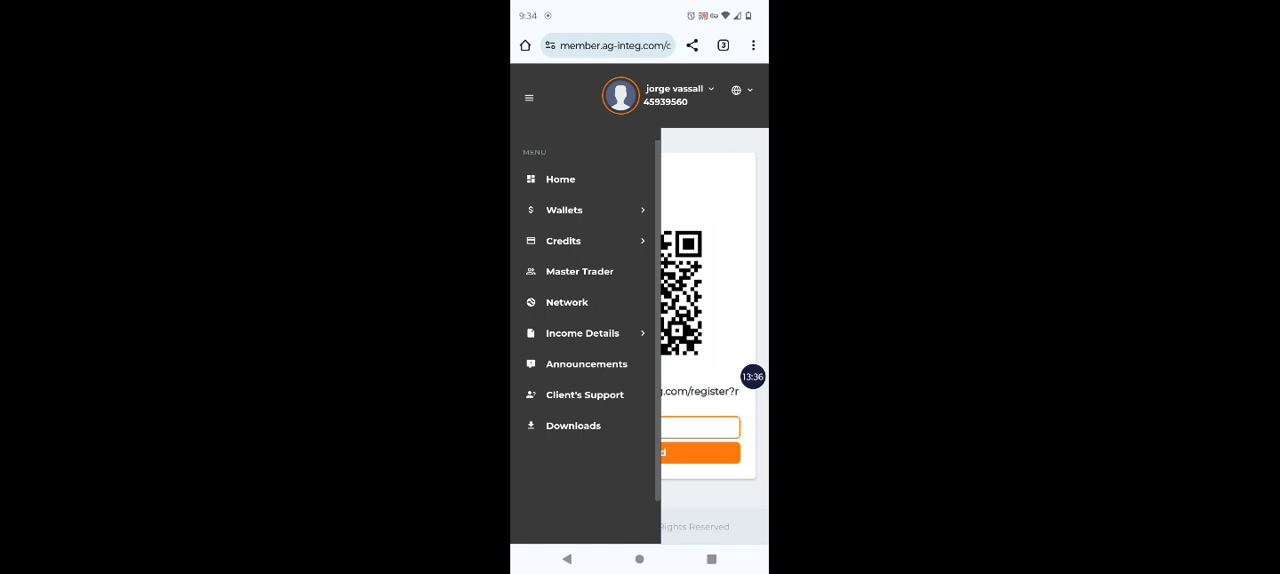 9:34
member.ag-integ.com/c
3
jorge vassall
45939560
MENU
Home
Wallets
Credits
Master Trader
Network
Income Details
13:36
Announcements
g.com/register?r
Client's Support
Downloads
d
Rights Reserved